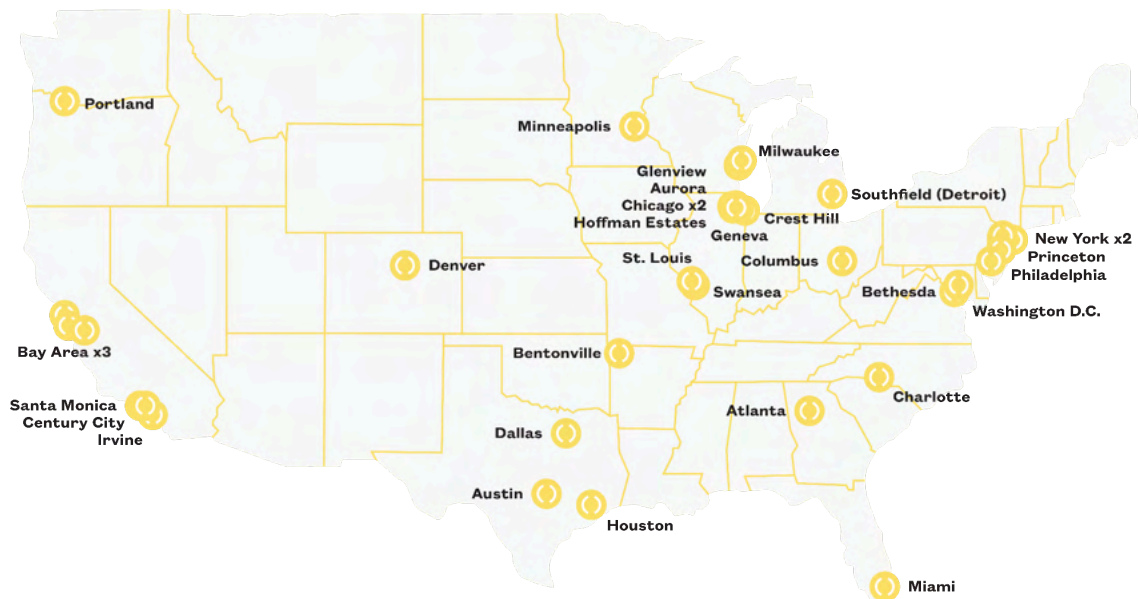 Portland
Minneapolis
Milwaukee
Glenview
Aurora
Chicago x2
Hoffman Estates
Crest Hill
Geneva
Southfield (Detroit)
New York x2
Princeton
Philadelphia
St. Louis
Columbus
Denver
Swansea
Bethesda
Washington D.C.
Bay Area x3
Bentonville
Charlotte
Santa Monica
Century City
Irvine
Atlanta
Dallas
Austin
Houston
Miami